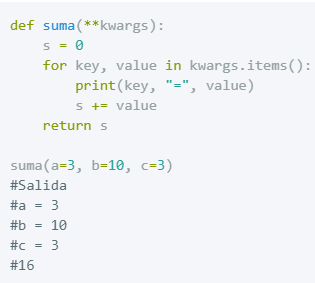 def suma(**kwargs):
    s = 0
    for key, value in kwargs.items():
        print(key, "=", value)
        s += value
    return s

suma(a=3, b=10, c=3)
#Salida
#a = 3
#b = 10
#c = 3
#16